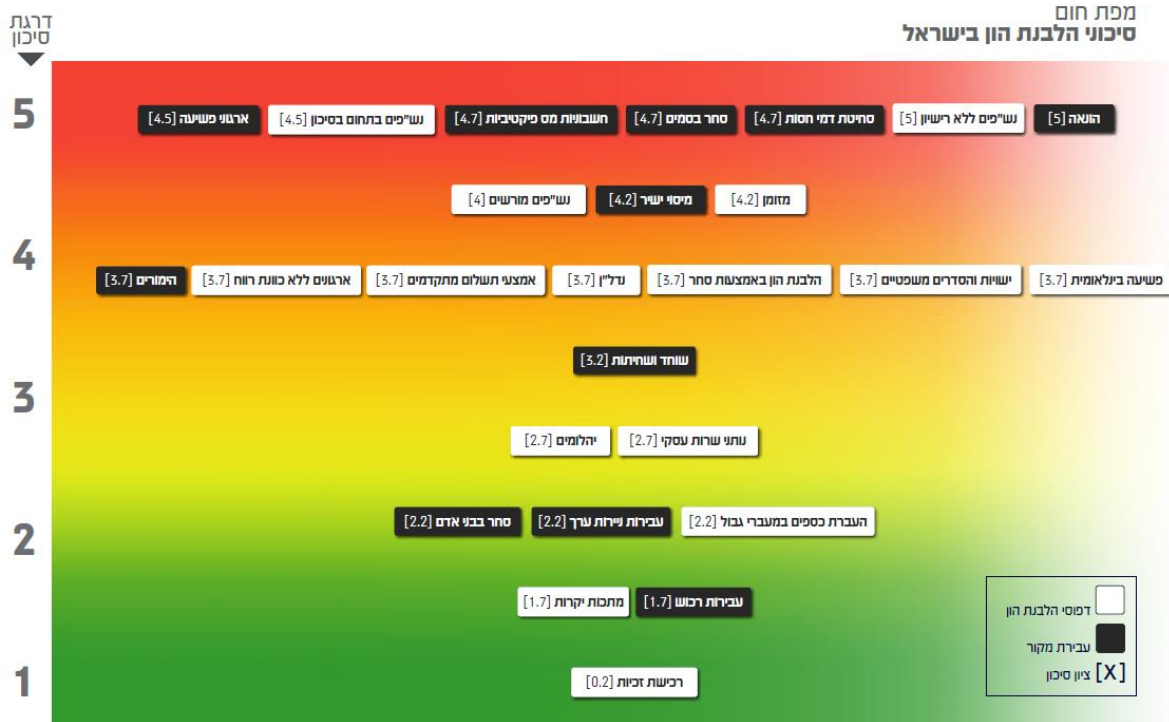 מפת חום
סיכוני הלבנת הון בישראל
דרגת
סיכון
5
הונאה [5]
נש"פים ללא רישיון [5]
סחיטת דמי חסות [4.7]
סחר בסמים [4.7]
חשבוניות מס פיקטיביות [4.7]
נש"פים בתחום בסיכון [4.5]
ארגוני פשיעה [4.5]
מזומן [4.2]
מיסוי ישיר [4.2]
נש"פים מורשים [4]
4
פשיעה בינלאומית [3.7]
ישויות והסדרים משפטיים [3.7]
הלבנת הון באמצעות סחר [3.7]
נדל"ן [3.7]
אמצעי תשלום מתקדמים [3.7]
ארגונים ללא כוונת רווח [3.7]
הימורים [3.7]
שוחד ושחיתות [3.2]
3
נותני שרות עסקי [2.7]
יהלומים [2.7]
העברת כספים במעברי גבול [2.2]
עבירות ניירות ערך [2.2]
סחר בבני אדם [2.2]
2
עבירות רכוש [1.7]
מתכות יקרות [1.7]
רכישת זכיות [0.2]
1
דפוסי הלבנת הון
עבירת מקור
[X] ציון סיכון